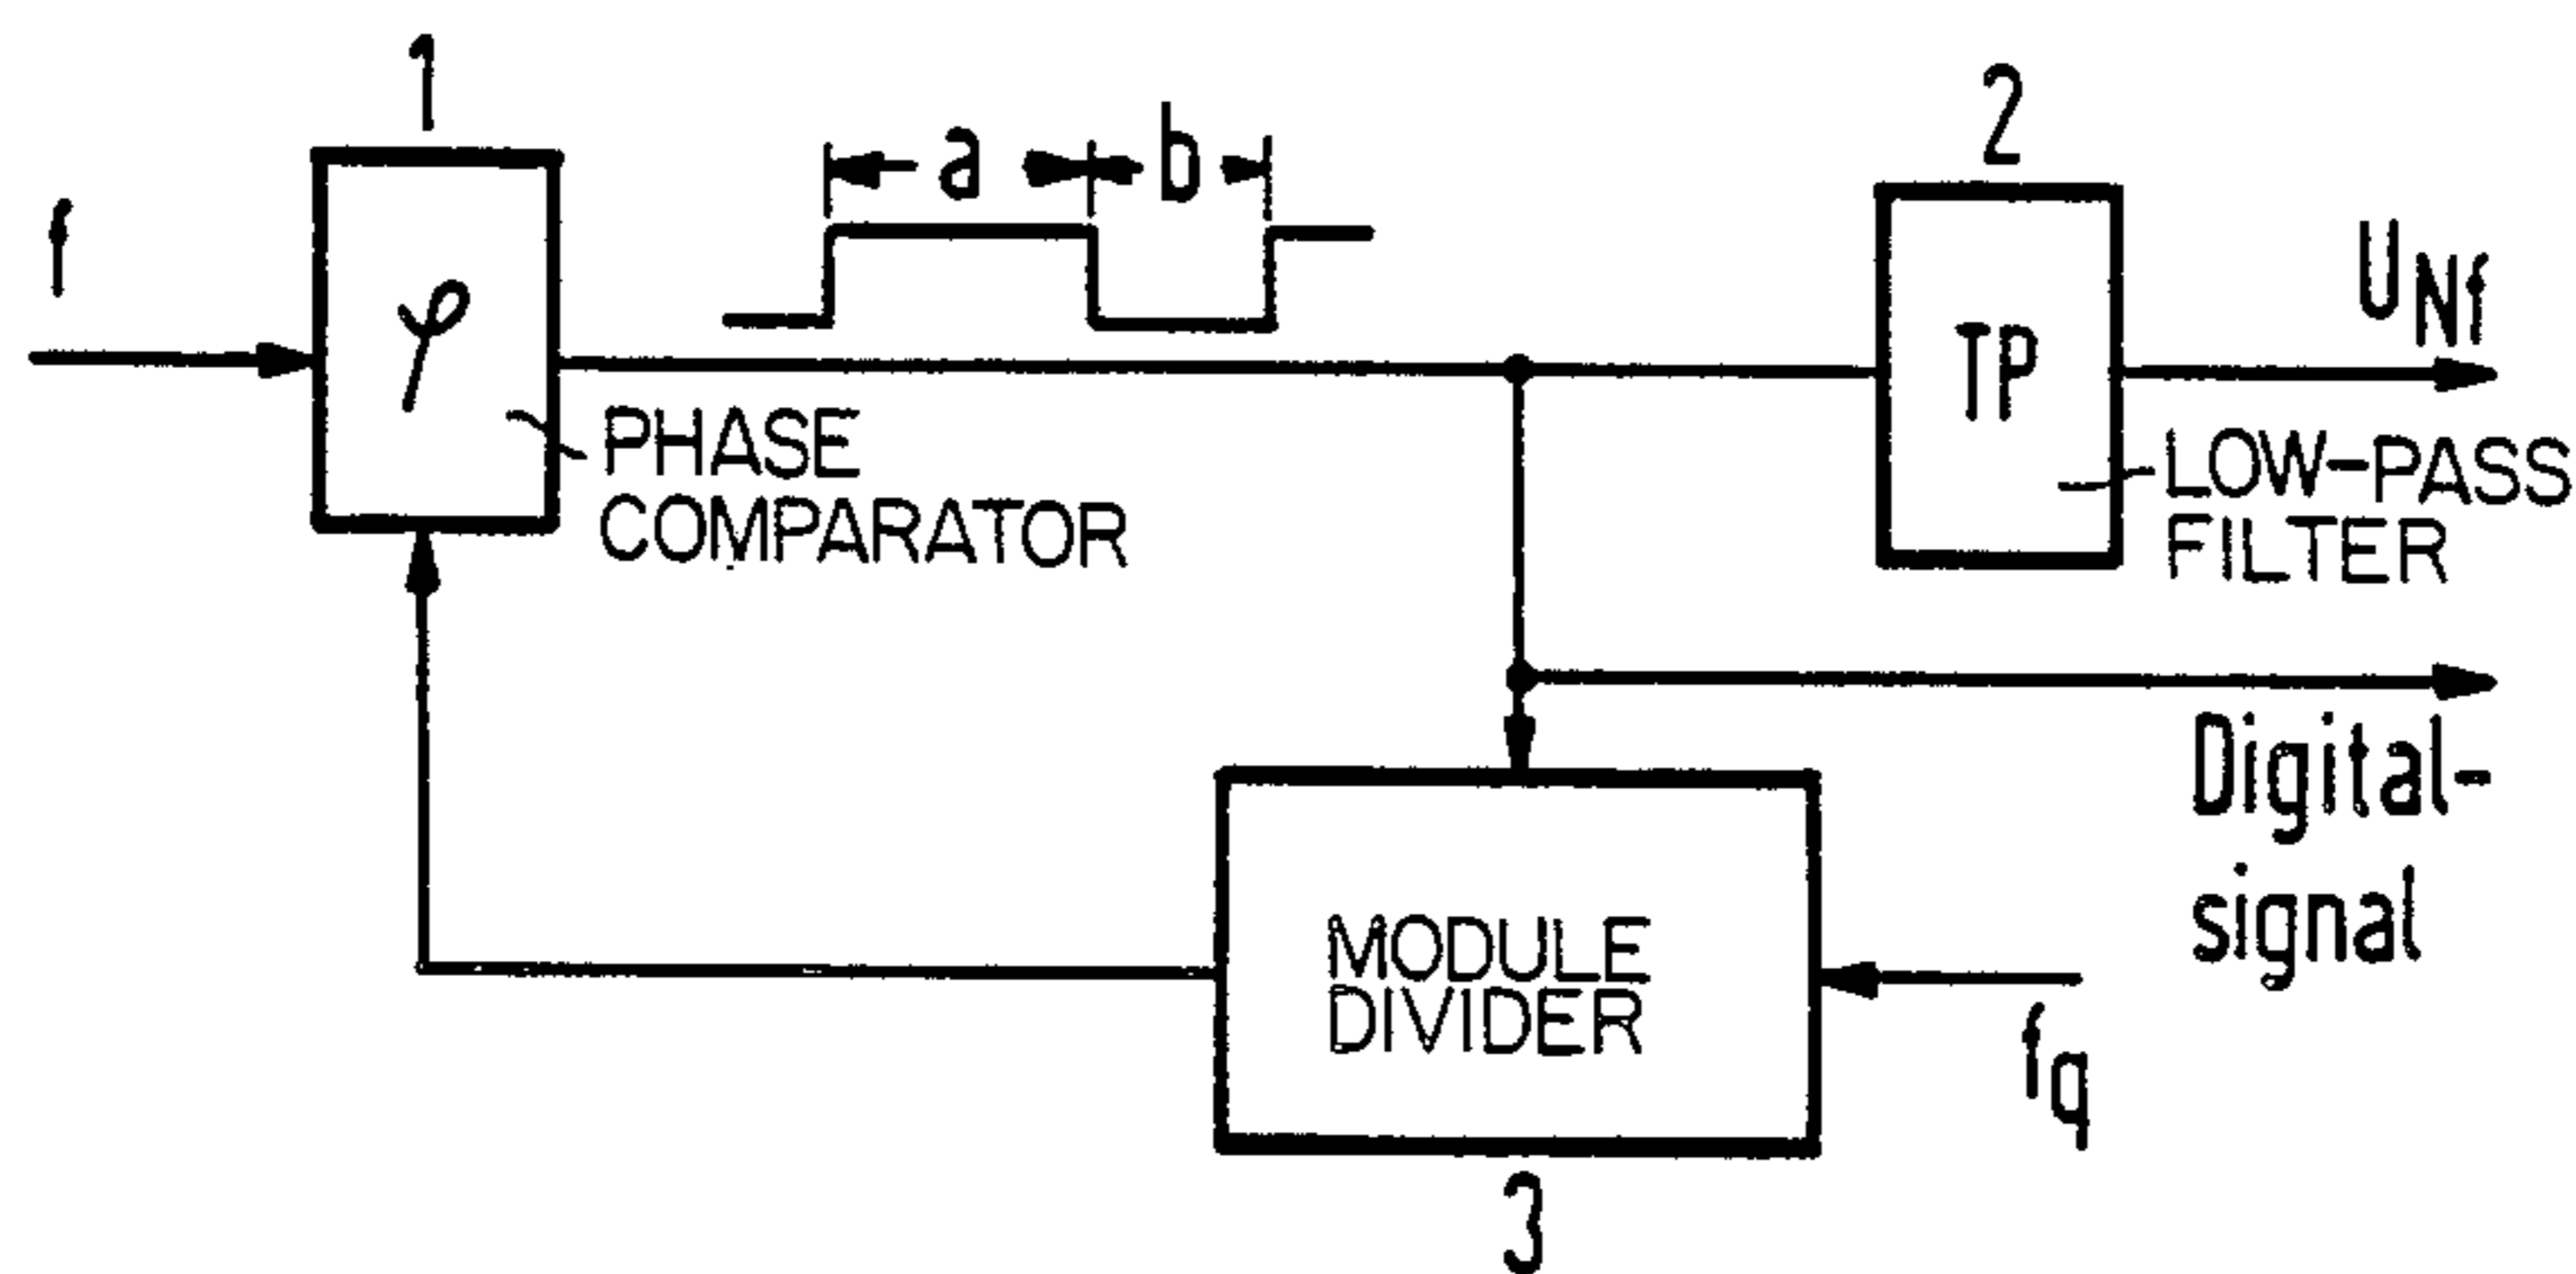 1
2
a
b
f
φ
TP
U_Nf
PHASE
COMPARATOR
LOW-PASS
FILTER
Digital-
signal
MODULE
DIVIDER
f_q
3